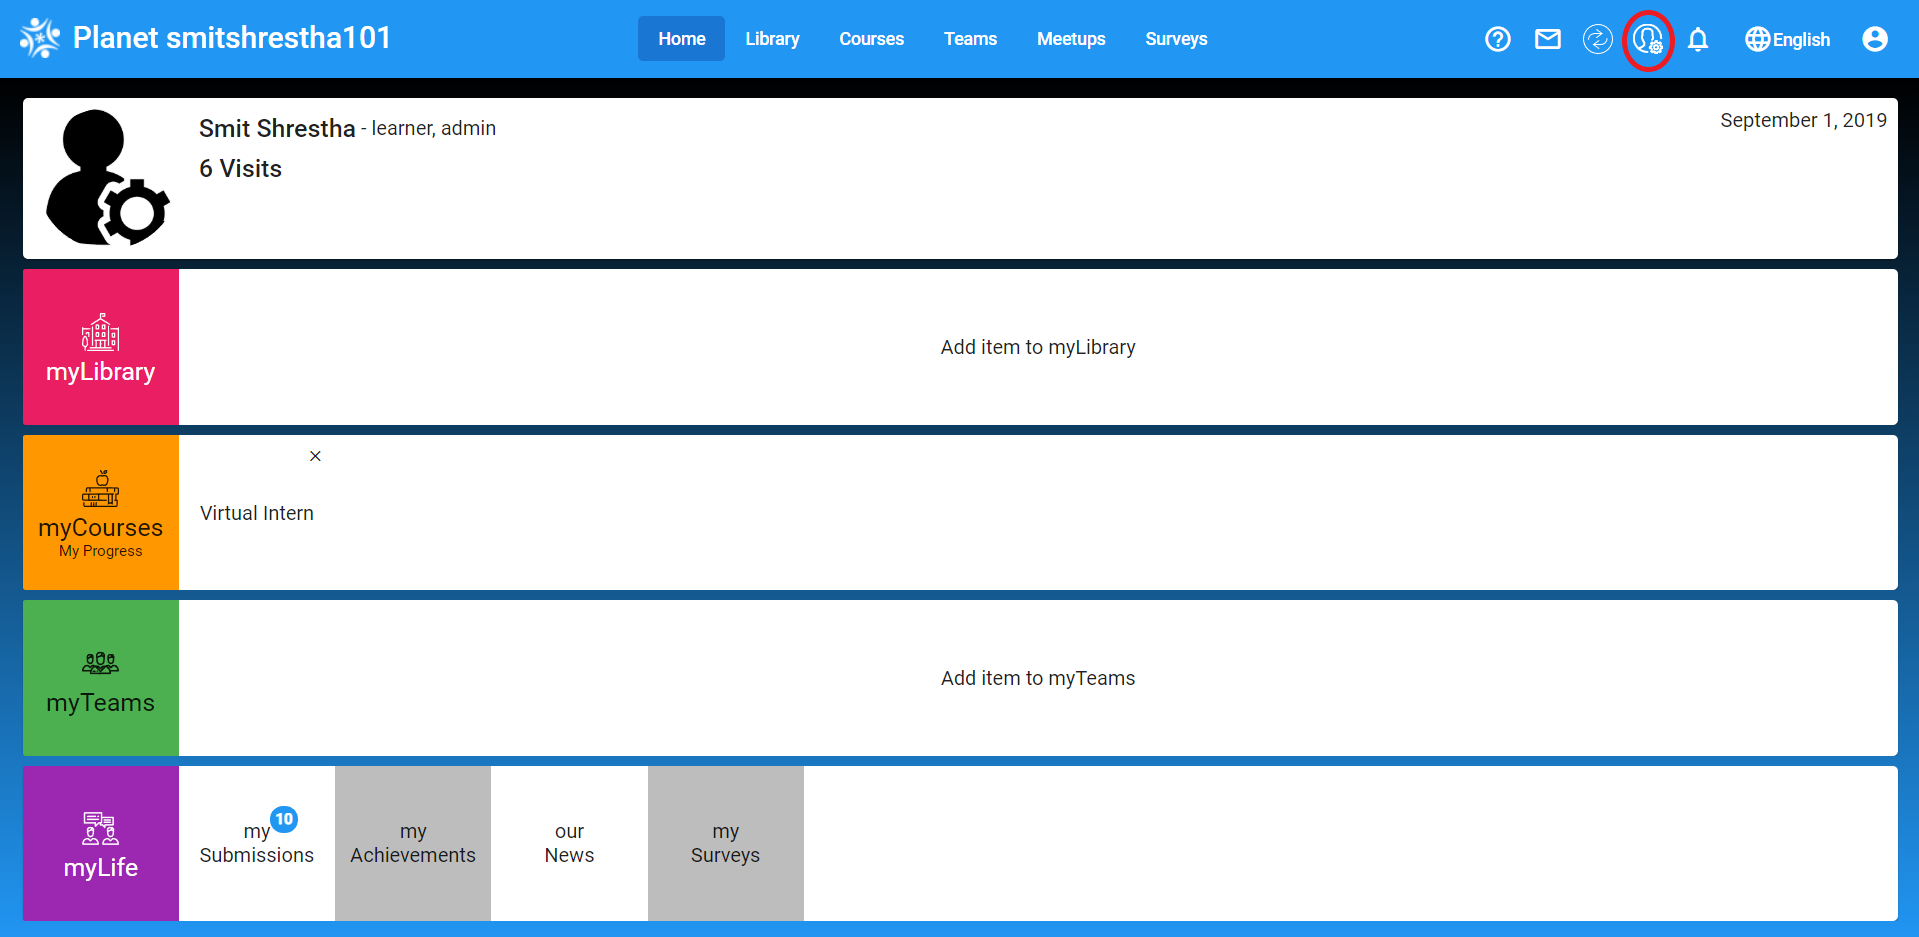 Planet smitshrestha101
Home Library Courses Teams Meetups Surveys
English
Smit Shrestha - learner, admin
September 1, 2019
6 Visits
myLibrary
Add item to myLibrary
myCourses
My Progress
Virtual Intern
myTeams
Add item to myTeams
myLife
my 10
Submissions
my
Achievements
our
News
my
Surveys